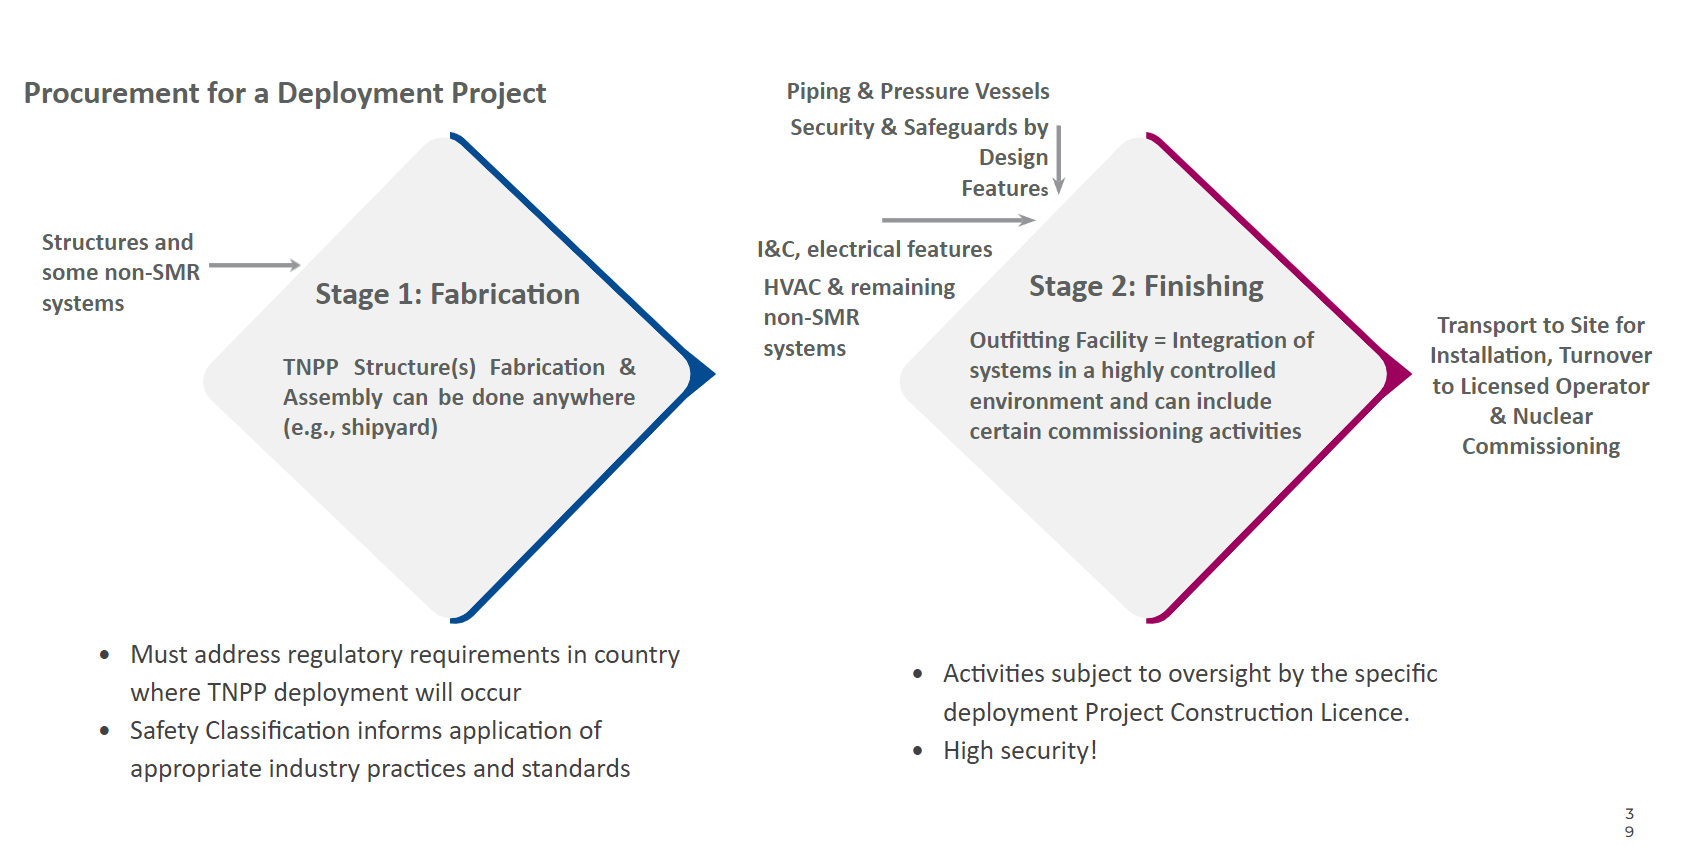 Procurement for a Deployment Project
Structures and
some non-SMR
systems
Stage 1: Fabrication
TNPP Structure(s) Fabrication &
Assembly can be done anywhere
(e.g., shipyard)
• Must address regulatory requirements in country
where TNPP deployment will occur
• Safety Classification informs application of
appropriate industry practices and standards
Piping & Pressure Vessels
Security & Safeguards by
Design
Features
I&C, electrical features
HVAC & remaining
non-SMR
systems
Stage 2: Finishing
Outfitting Facility = Integration of
systems in a highly controlled
environment and can include
certain commissioning activities
Transport to Site for
Installation, Turnover
to Licensed Operator
& Nuclear
Commissioning
• Activities subject to oversight by the specific
deployment Project Construction Licence.
• High security!
3
9